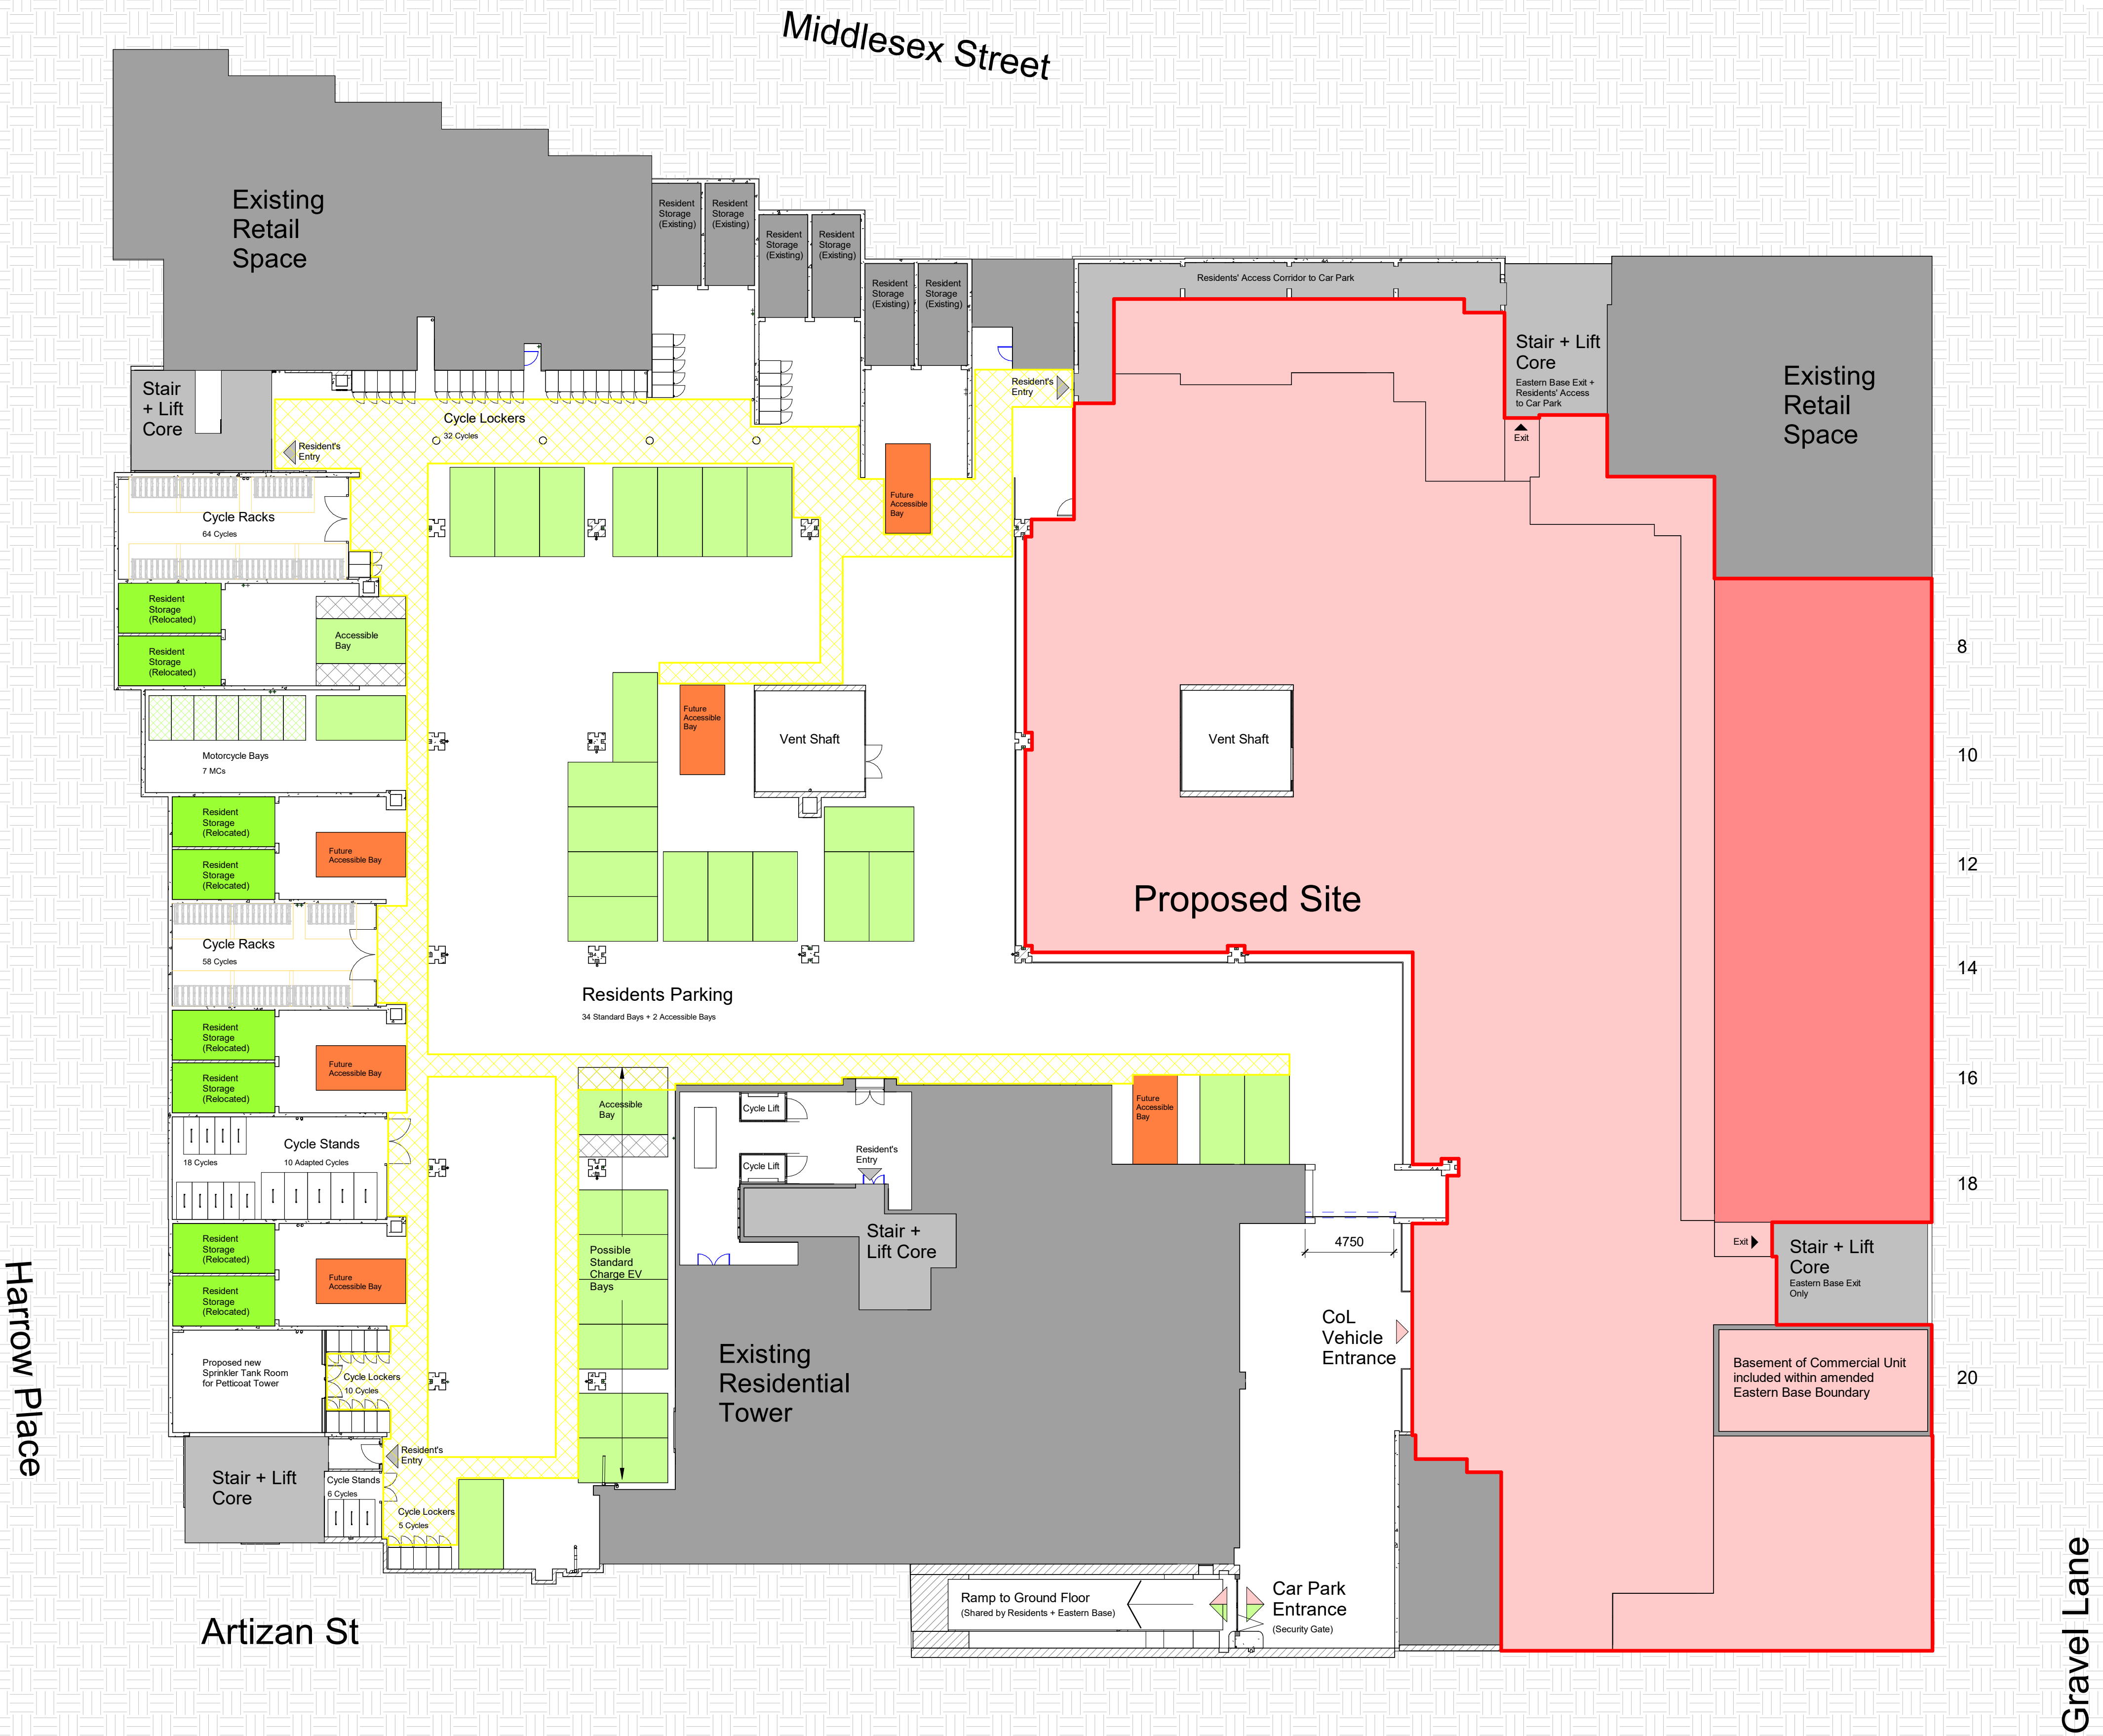 Middlesex Street
Existing
Retail
Space
Resident
Storage
(Existing)
Resident
Storage
(Existing)
Resident
Storage
(Existing)
Resident
Storage
(Existing)
Resident
Storage
(Existing)
Resident
Storage
(Existing)
Residents' Access Corridor to Car Park
Stair + Lift
Core
Eastern Base Exit +
Residents' Access
to Car Park
Exit
Existing
Retail
Space
Stair
+ Lift
Core
Resident's
Entry
Cycle Lockers
32 Cycles
Resident's
Entry
Future
Accessible
Bay
Cycle Racks
64 Cycles
Resident
Storage
(Relocated)
Resident
Storage
(Relocated)
Accessible
Bay
Motorcycle Bays
7 MCs
Future
Accessible
Bay
Vent Shaft
Vent Shaft
8
10
12
14
16
18
20
Resident
Storage
(Relocated)
Resident
Storage
(Relocated)
Future
Accessible Bay
Proposed Site
Cycle Racks
58 Cycles
Residents Parking
34 Standard Bays + 2 Accessible Bays
Resident
Storage
(Relocated)
Resident
Storage
(Relocated)
Future
Accessible Bay
Accessible
Bay
Cycle Lift
Cycle Lift
Resident's
Entry
Future
Accessible
Bay
Cycle Stands
18 Cycles
10 Adapted Cycles
Resident
Storage
(Relocated)
Resident
Storage
(Relocated)
Future
Accessible Bay
Possible
Standard
Charge EV
Bays
Stair +
Lift Core
4750
Exit
Stair + Lift
Core
Eastern Base Exit
Only
CoL
Vehicle
Entrance
Existing
Residential
Tower
Basement of Commercial Unit
included within amended
Eastern Base Boundary
Proposed new
Sprinkler Tank Room
for Petticoat Tower
Cycle Lockers
10 Cycles
Resident's
Entry
Stair + Lift
Core
Cycle Stands
6 Cycles
Cycle Lockers
5 Cycles
Ramp to Ground Floor
(Shared by Residents + Eastern Base)
Car Park
Entrance
(Security Gate)
Harrow Place
Artizan St
Gravel Lane